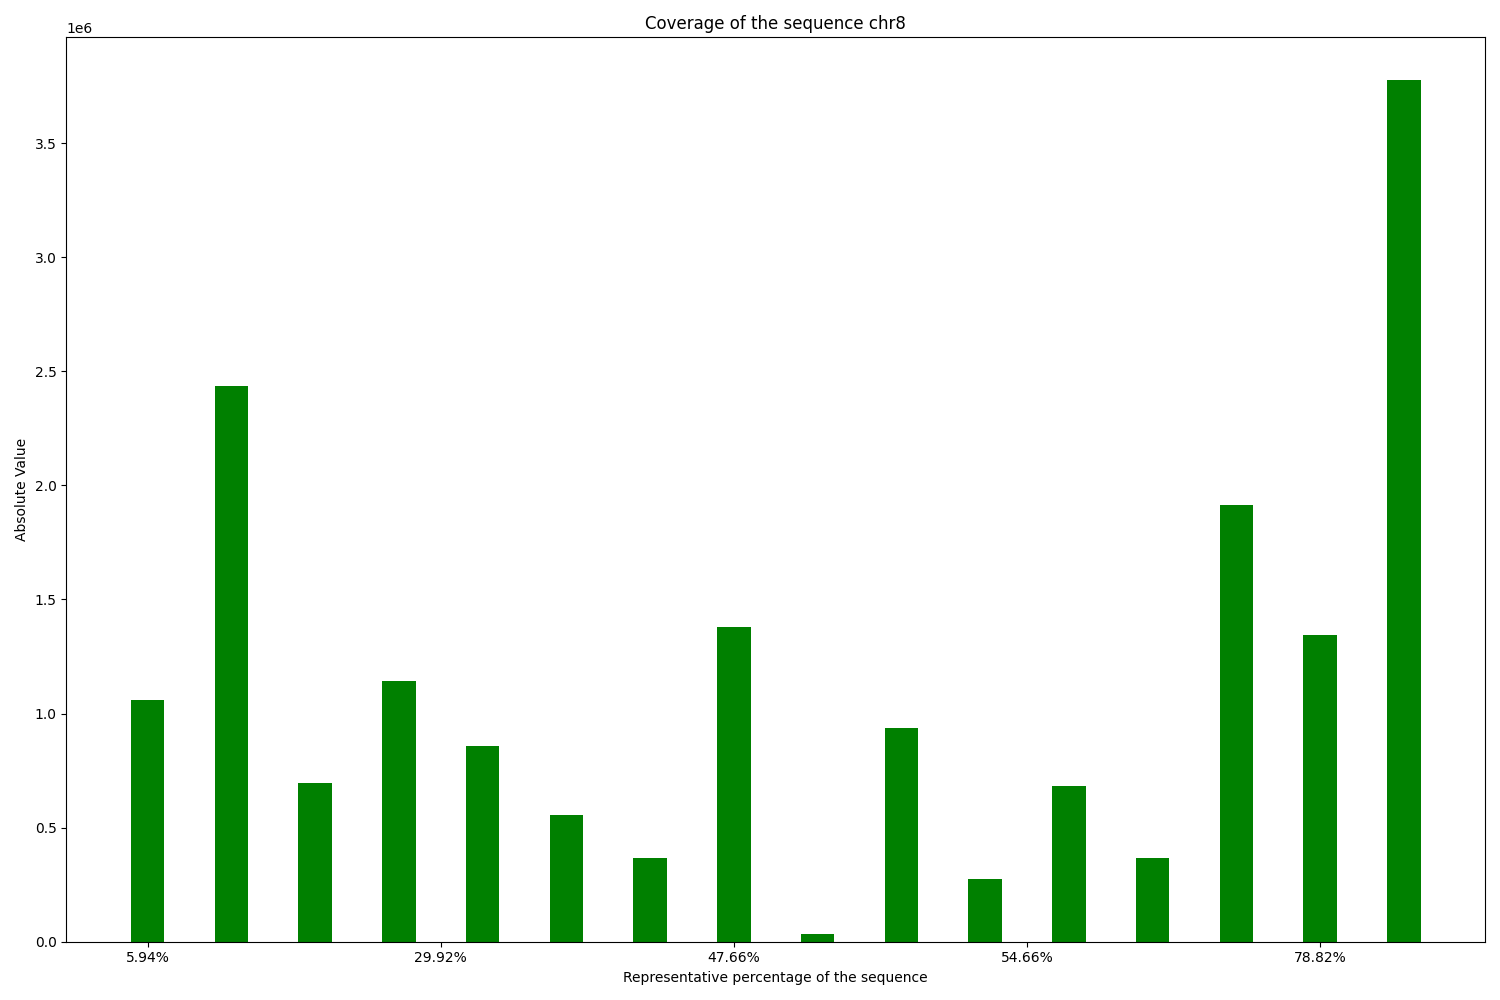 Coverage of the sequence chr8
1e6
3.5
3.0
2.5
2.0
1.5
1.0
0.5
0.0
Absolute Value
5.94% 29.92% 47.66% 54.66% 78.82%
Representative percentage of the sequence